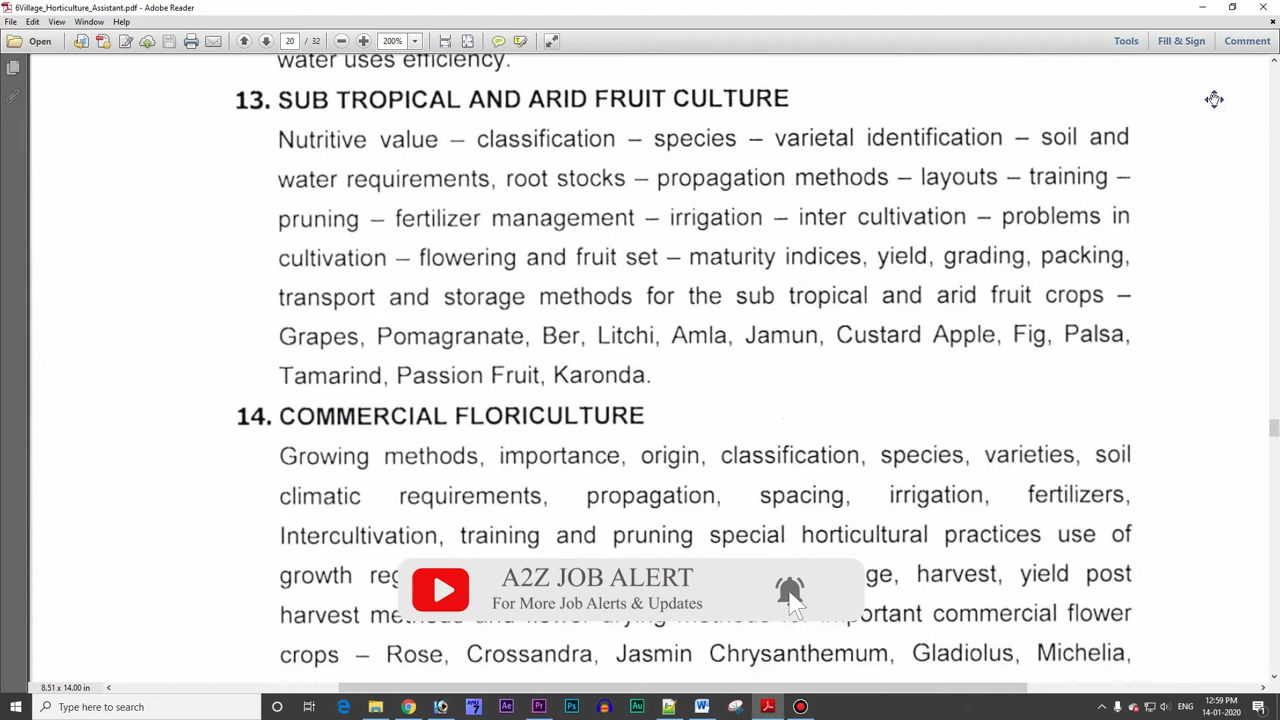 6Village_Horticulture_Assistant.pdf - Adobe Reader
File Edit View Window Help
Open 20 / 32 200% Tools Fill & Sign Comment
water uses efficiency.
13. SUB TROPICAL AND ARID FRUIT CULTURE
Nutritive value – classification – species – varietal identification – soil and
water requirements, root stocks – propagation methods – layouts – training –
pruning – fertilizer management – irrigation – inter cultivation – problems in
cultivation – flowering and fruit set – maturity indices, yield, grading, packing,
transport and storage methods for the sub tropical and arid fruit crops –
Grapes, Pomagranate, Ber, Litchi, Amla, Jamun, Custard Apple, Fig, Palsa,
Tamarind, Passion Fruit, Karonda.
14. COMMERCIAL FLORICULTURE
Growing methods, importance, origin, classification, species, varieties, soil
climatic requirements, propagation, spacing, irrigation, fertilizers,
Intercultivation, training and pruning special horticultural practices use of
growth harvest, yield post
A2Z JOB ALERT
For More Job Alerts & Updates
harvest important commercial flower
crops – Rose, Crossandra, Jasmin Chrysanthemum, Gladiolus, Michelia,
8.51 x 14.00 in
Type here to search
ENG
12:59 PM
14-01-2020